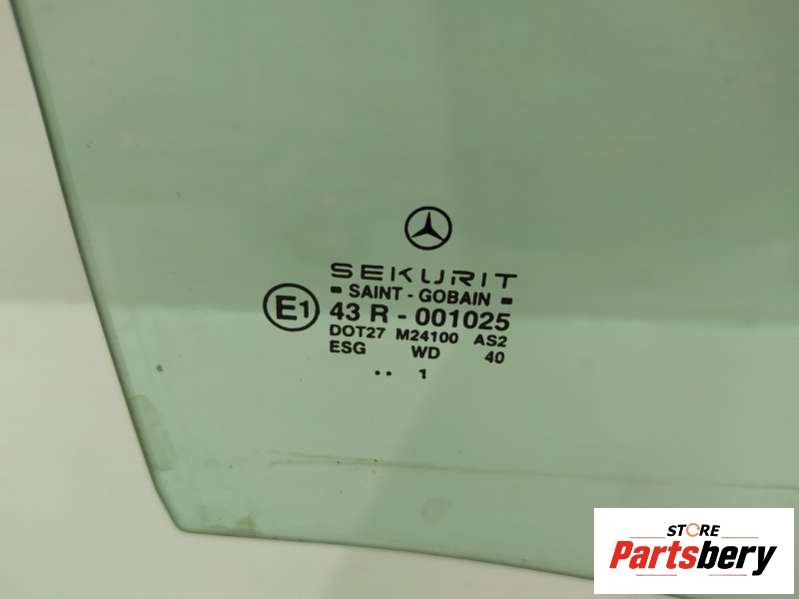 SEKURIT
SAINT - GOBAIN
E1 43 R - 001025
DOT27 M24100 AS2
ESG WD 40
•• 1
STORE
Partsbery